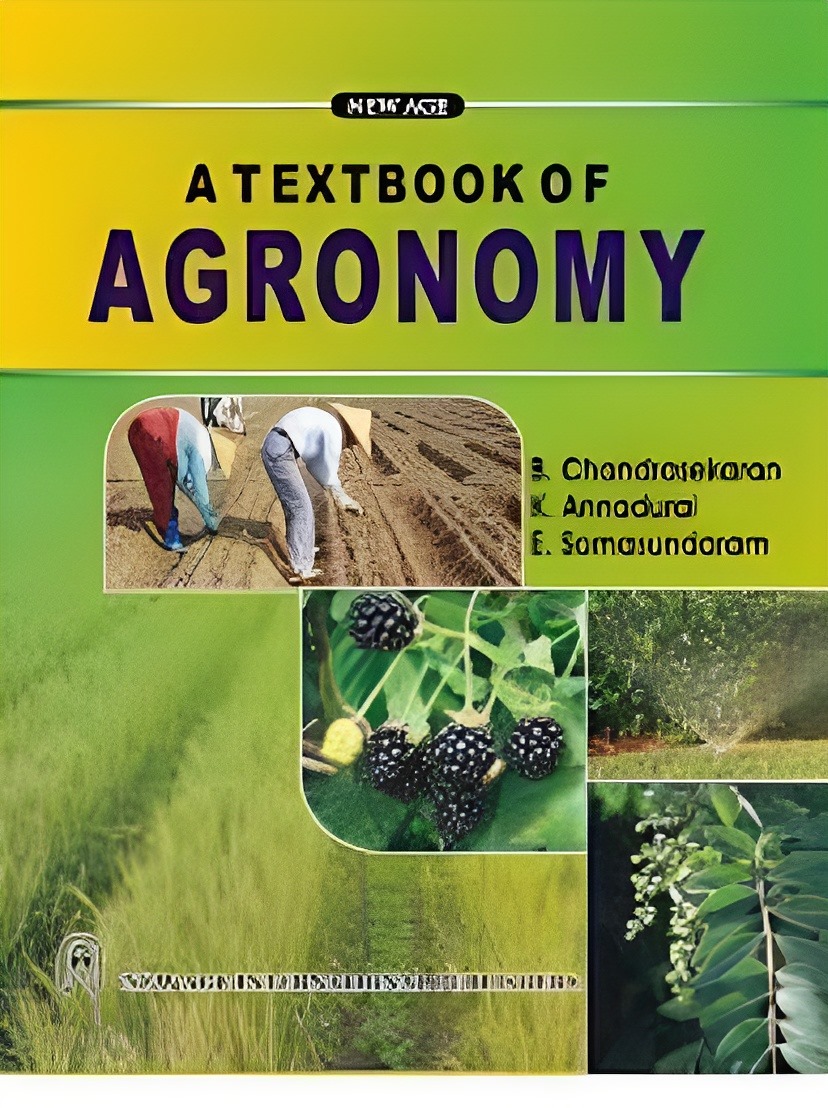 NEW AGE
A TEXTBOOK OF
AGRONOMY
B. Chandrasekaran
K. Annadurai
E. Somasundaram